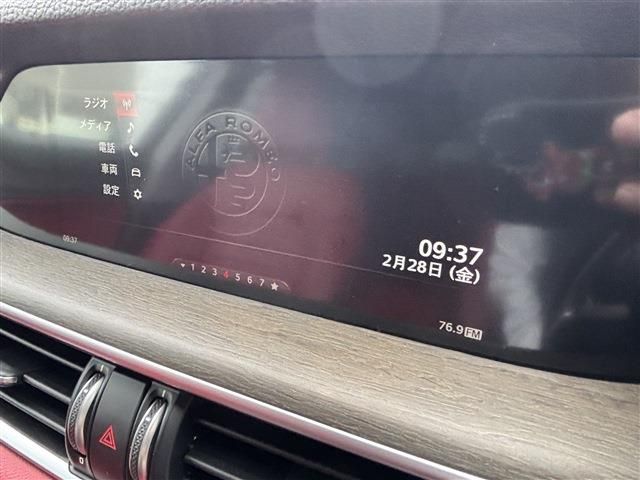 ラジオ
メディア
電話
車両
設定
ALFA ROMEO
09:37
09:37
2月28日 (金)
1 2 3 4 5 6 7
76.9 FM